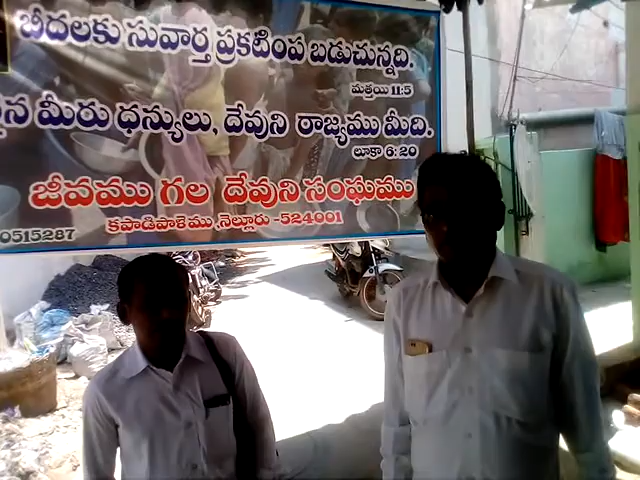 బీదలకు సువార్త ప్రకటింప బడుచున్నది.
మత్తయి 11:5
మీరు ధన్యులు, దేవుని రాజ్యము మీది.
లూకా 6:20
జీవము గల దేవుని సంఘము
కపాడిపాళెము ,నెల్లూరు -524001
0515287